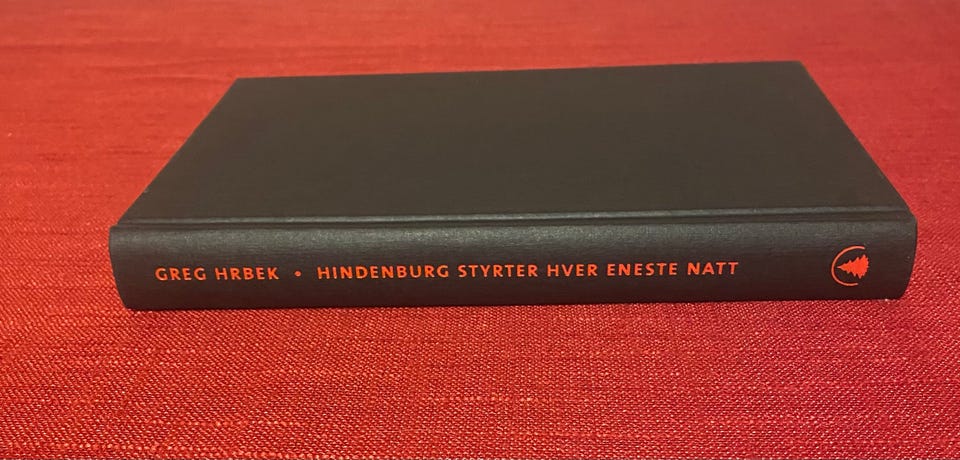 GREG HRBEK • HINDENBURG STYRTER HVER ENESTE NATT